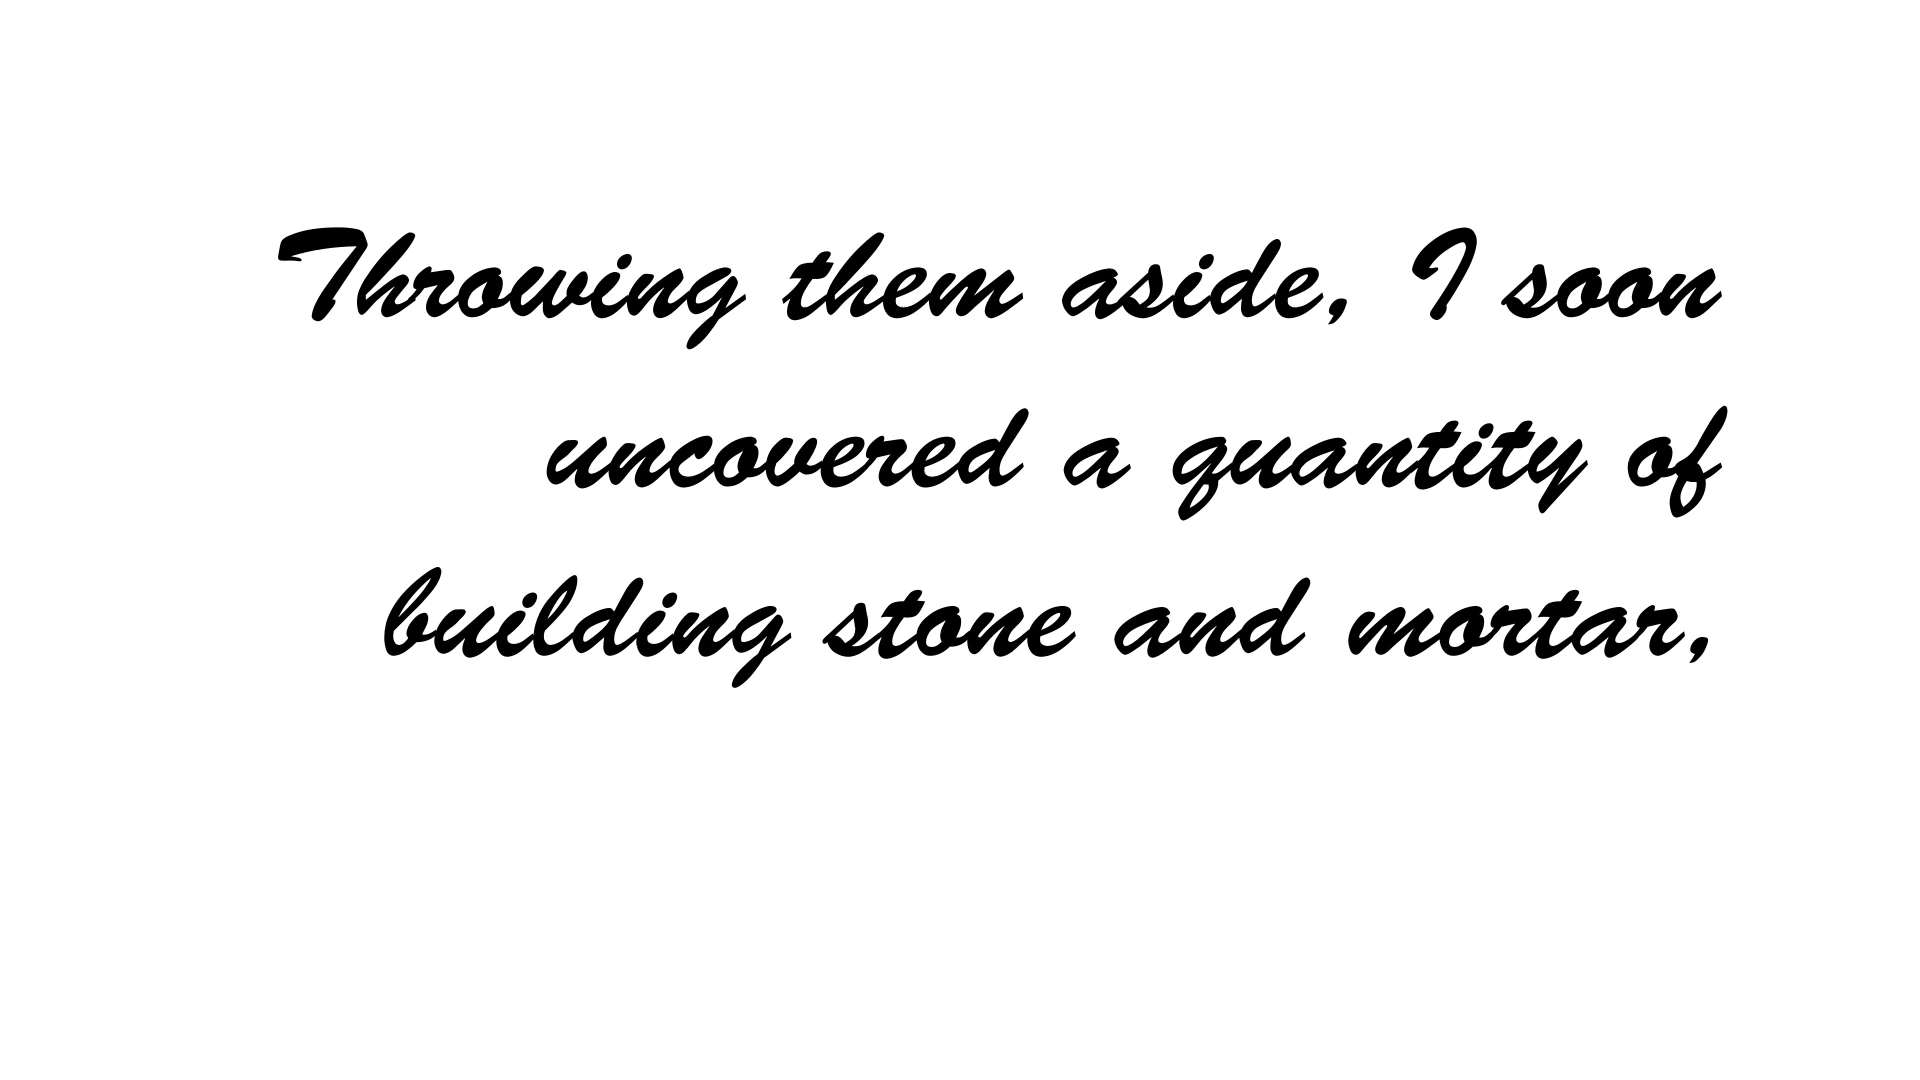 Throwing them aside, I soon
uncovered a quantity of
building stone and mortar,